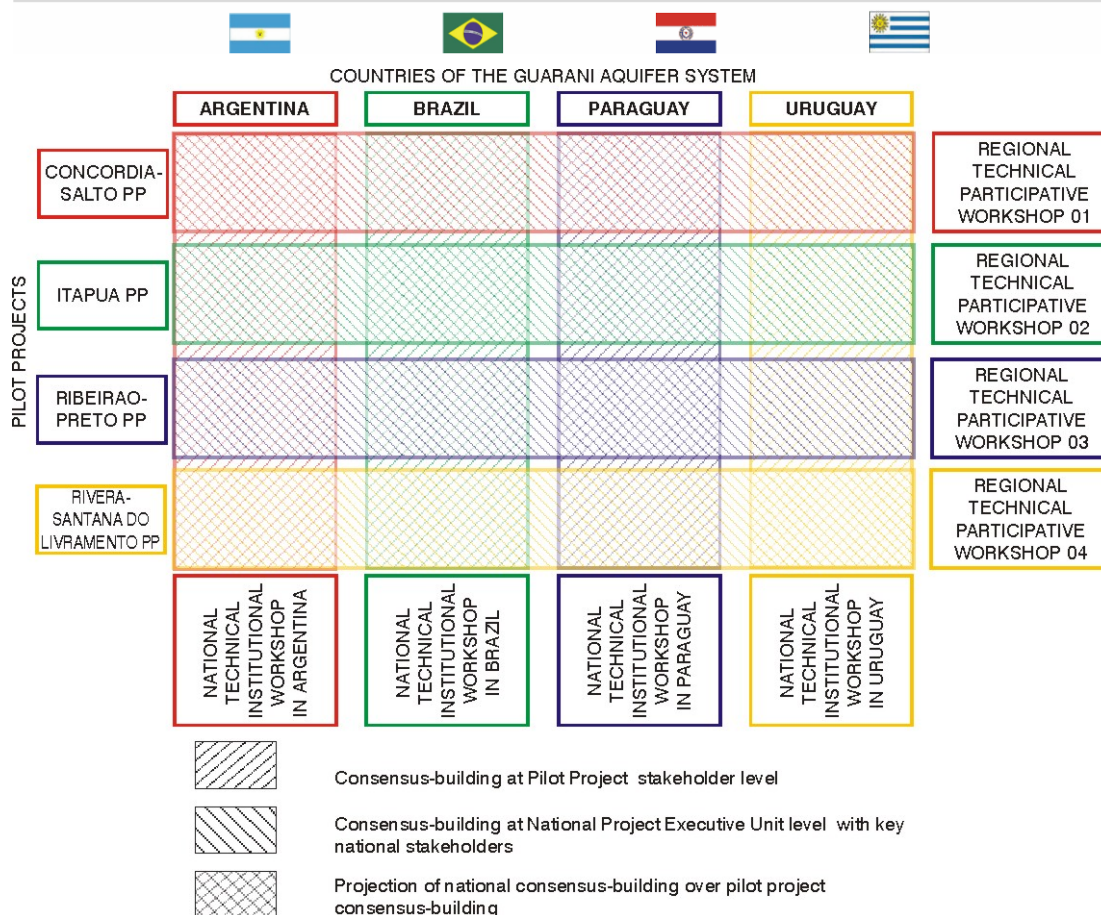 COUNTRIES OF THE GUARANI AQUIFER SYSTEM
ARGENTINA
BRAZIL
PARAGUAY
URUGUAY
PILOT PROJECTS
CONCORDIA-
SALTO PP
REGIONAL
TECHNICAL
PARTICIPATIVE
WORKSHOP 01
ITAPUA PP
REGIONAL
TECHNICAL
PARTICIPATIVE
WORKSHOP 02
RIBEIRAO-
PRETO PP
REGIONAL
TECHNICAL
PARTICIPATIVE
WORKSHOP 03
RIVERA-
SANTANA DO
LIVRAMENTO PP
REGIONAL
TECHNICAL
PARTICIPATIVE
WORKSHOP 04
NATIONAL
TECHNICAL
INSTITUTIONAL
WORKSHOP
IN ARGENTINA
NATIONAL
TECHNICAL
INSTITUTIONAL
WORKSHOP
IN BRAZIL
NATIONAL
TECHNICAL
INSTITUTIONAL
WORKSHOP
IN PARAGUAY
NATIONAL
TECHNICAL
INSTITUTIONAL
WORKSHOP
IN URUGUAY
Consensus-building at Pilot Project stakeholder level
Consensus-building at National Project Executive Unit level with key
national stakeholders
Projection of national consensus-building over pilot project
consensus-building